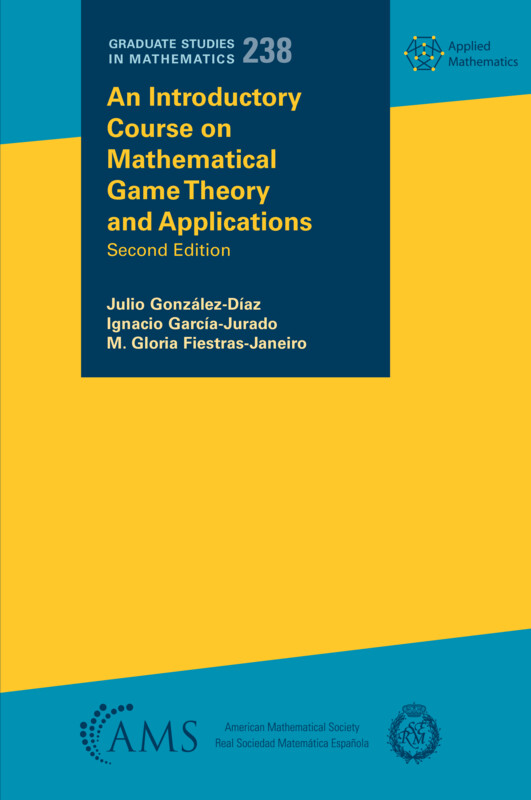 GRADUATE STUDIES
IN MATHEMATICS 238
Applied
Mathematics
An Introductory
Course on
Mathematical
Game Theory
and Applications
Second Edition
Julio González-Díaz
Ignacio García-Jurado
M. Gloria Fiestras-Janeiro
AMS
American Mathematical Society
Real Sociedad Matemática Española
RSME